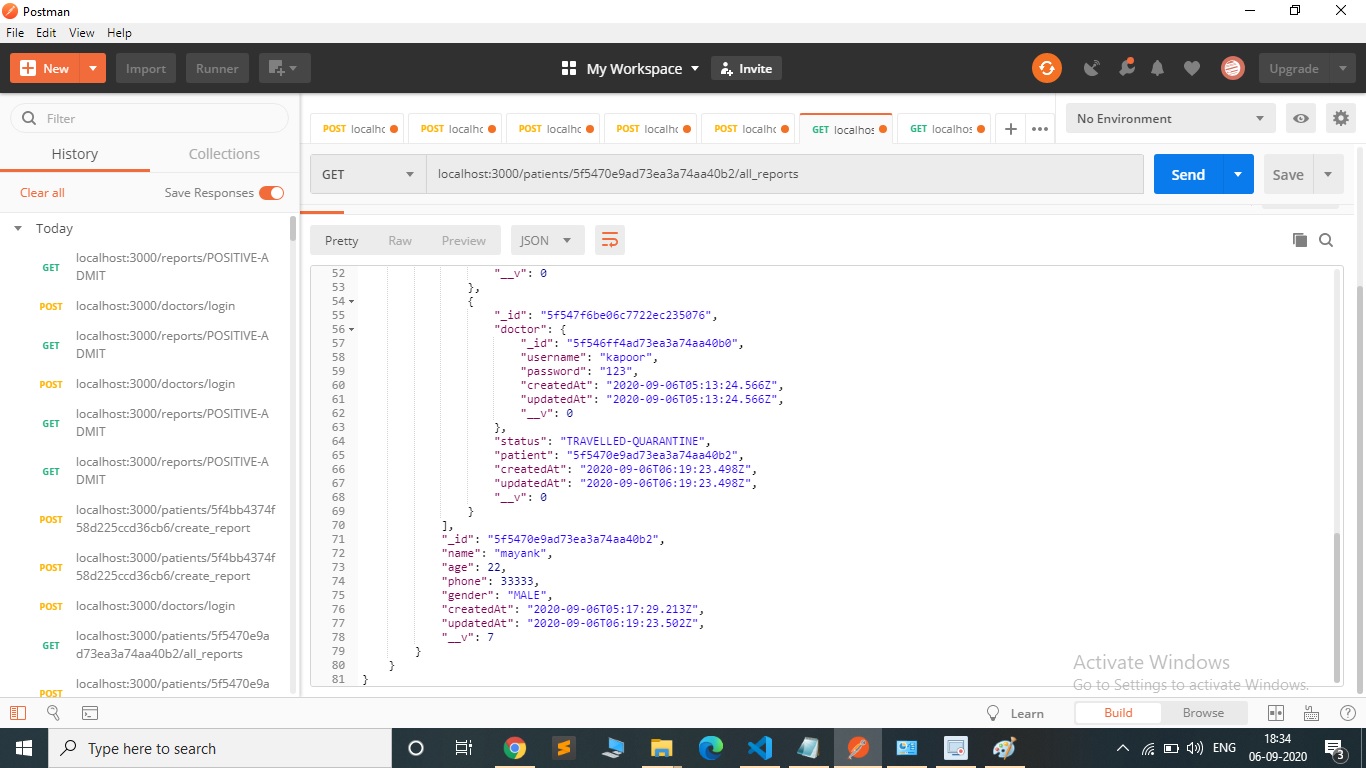 Postman
File Edit View Help
New Import Runner My Workspace Invite Upgrade
Filter
History Collections
Clear all Save Responses
Today
GET localhost:3000/reports/POSITIVE-A
DMIT
POST localhost:3000/doctors/login
GET localhost:3000/reports/POSITIVE-A
DMIT
POST localhost:3000/doctors/login
GET localhost:3000/reports/POSITIVE-A
DMIT
GET localhost:3000/reports/POSITIVE-A
DMIT
POST localhost:3000/patients/5f4bb4374f
58d225ccd36cb6/create_report
POST localhost:3000/patients/5f4bb4374f
58d225ccd36cb6/create_report
POST localhost:3000/doctors/login
GET localhost:3000/patients/5f5470e9a
d73ea3a74aa40b2/all_reports
POST localhost:3000/patients/5f5470e9a
POST localhc POST localhc POST localhc POST localhc POST localhc GET localhos GET localhos
No Environment
GET localhost:3000/patients/5f5470e9ad73ea3a74aa40b2/all_reports Send Save
Pretty Raw Preview JSON
52 "__v": 0
53 },
54 {
55 "_id": "5f547f6be06c7722ec235076",
56 "doctor": {
57 "_id": "5f546ff4ad73ea3a74aa40b0",
58 "username": "kapoor",
59 "password": "123",
60 "createdAt": "2020-09-06T05:13:24.566Z",
61 "updatedAt": "2020-09-06T05:13:24.566Z",
62 "__v": 0
63 },
64 "status": "TRAVELLED-QUARANTINE",
65 "patient": "5f5470e9ad73ea3a74aa40b2",
66 "createdAt": "2020-09-06T06:19:23.498Z",
67 "updatedAt": "2020-09-06T06:19:23.498Z",
68 "__v": 0
69 }
70 ],
71 "_id": "5f5470e9ad73ea3a74aa40b2",
72 "name": "mayank",
73 "age": 22,
74 "phone": 33333,
75 "gender": "MALE",
76 "createdAt": "2020-09-06T05:17:29.213Z",
77 "updatedAt": "2020-09-06T06:19:23.502Z",
78 "__v": 7
79 }
80 }
81 }
Activate Windows
Go to Settings to activate Windows.
Learn Build Browse
Type here to search
ENG
18:34
06-09-2020
3